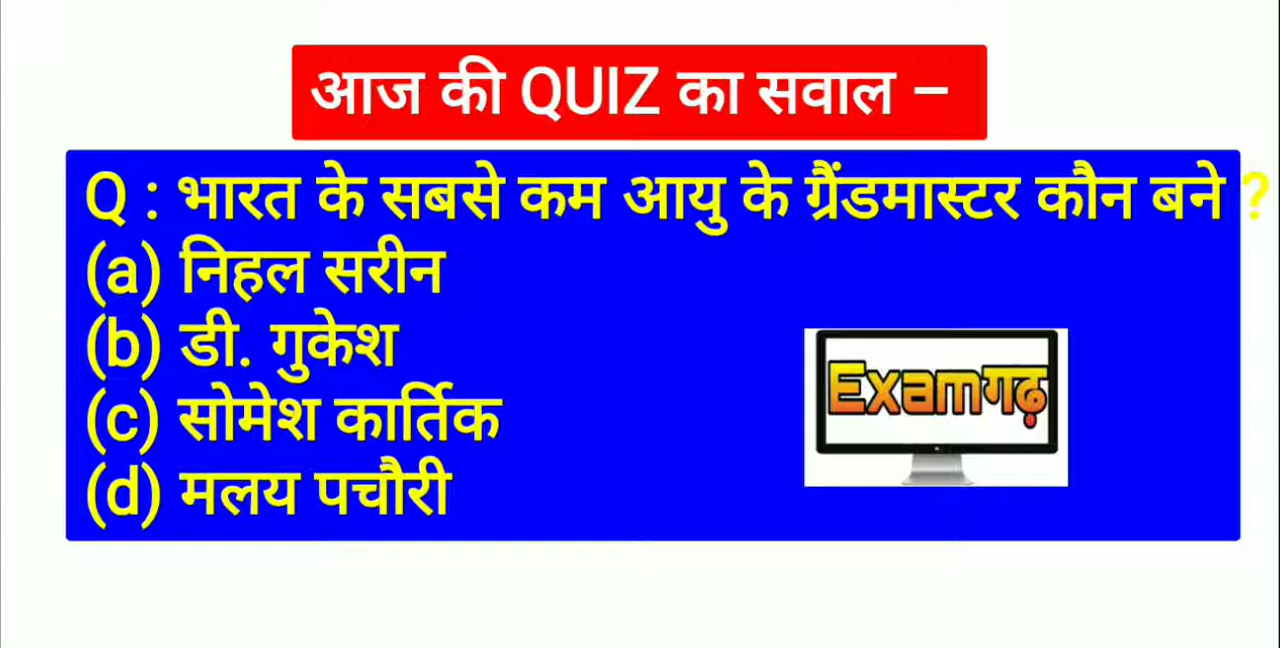 आज की QUIZ का सवाल –
Q : भारत के सबसे कम आयु के ग्रैंडमास्टर कौन बने ?
(a) निहल सरीन
(b) डी. गुकेश
(c) सोमेश कार्तिक
(d) मलय पचौरी
Examगढ़